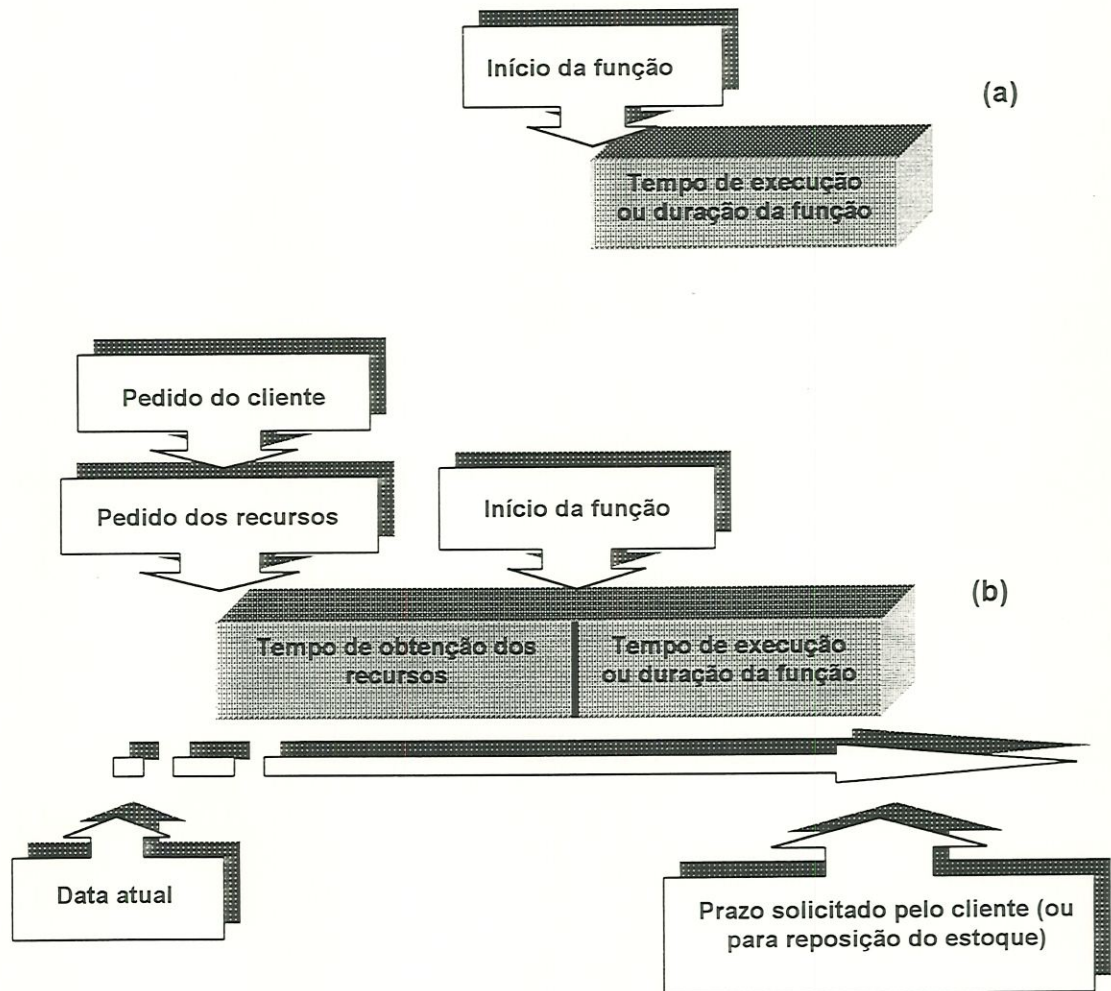 Início da função
(a)
Tempo de execução
ou duração da função
Pedido do cliente
Pedido dos recursos
Início da função
(b)
Tempo de obtenção dos
recursos
Tempo de execução
ou duração da função
Data atual
Prazo solicitado pelo cliente (ou
para reposição do estoque)